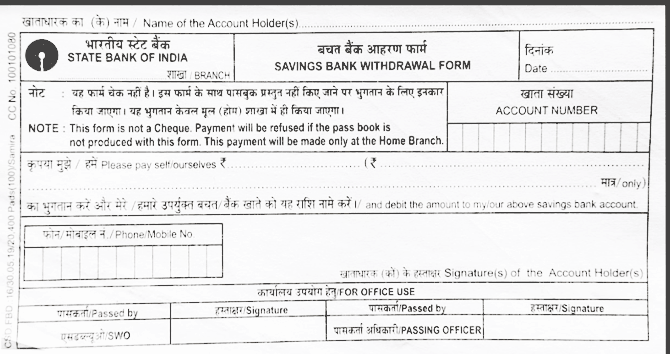 खाताधारक का (के) नाम / Name of the Account Holder(s)
भारतीय स्टेट बैंक
STATE BANK OF INDIA
शाखा / BRANCH
बचत बैंक आहरण फार्म
SAVINGS BANK WITHDRAWAL FORM
दिनांक
Date
नोट : यह फार्म चेक नहीं है। इस फार्म के साथ पासबुक प्रस्तुत नहीं किए जाने पर भुगतान के लिए इनकार
किया जाएगा। यह भुगतान केवल मूल (होम) शाखा में ही किया जाएगा।
NOTE : This form is not a Cheque. Payment will be refused if the pass book is
not produced with this form. This payment will be made only at the Home Branch.
खाता संख्या
ACCOUNT NUMBER
कृपया मुझे / हमें Please pay self/ourselves ₹ (₹
मात्र/only)
का भुगतान करें और मेरे /हमारे उपर्युक्त बचत/बैंक खाते को यह राशि नामे करें।/ and debit the amount to my/our above savings bank account.
फोन/मोबाइल नं./Phone/Mobile No.
खाताधारक (कों) के हस्ताक्षर Signature(s) of the Account Holder(s)
कार्यालय उपयोग हेतु/FOR OFFICE USE
पासकर्ता/Passed by हस्ताक्षर/Signature पासकर्ता/Passed by हस्ताक्षर/Signature
एसडब्ल्यूओ/SWO पासकर्ता अधिकारी/PASSING OFFICER
CC No. 100101080